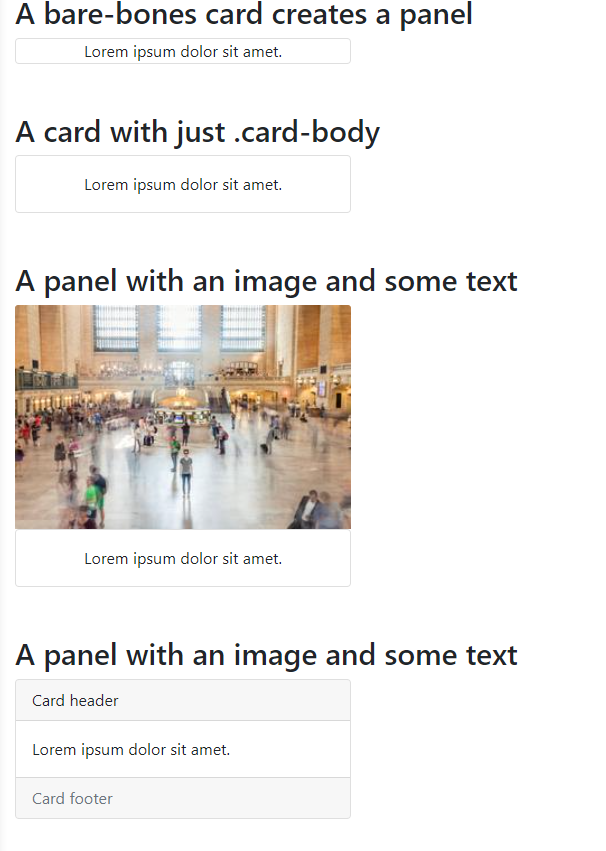 A bare-bones card creates a panel
Lorem ipsum dolor sit amet.
A card with just .card-body
Lorem ipsum dolor sit amet.
A panel with an image and some text
Lorem ipsum dolor sit amet.
A panel with an image and some text
Card header
Lorem ipsum dolor sit amet.
Card footer